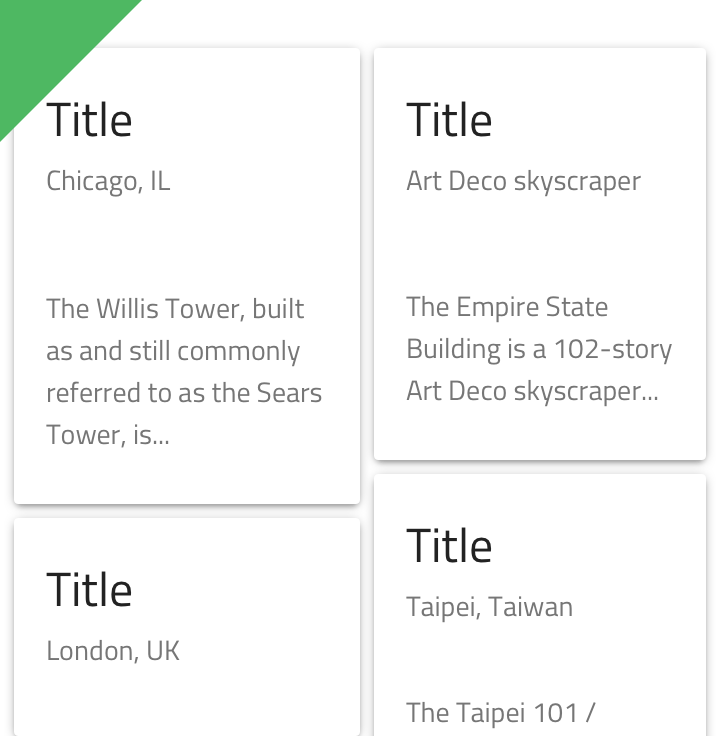 Title
Chicago, IL
The Willis Tower, built
as and still commonly
referred to as the Sears
Tower, is...
Title
London, UK
Title
Art Deco skyscraper
The Empire State
Building is a 102-story
Art Deco skyscraper...
Title
Taipei, Taiwan
The Taipei 101 /